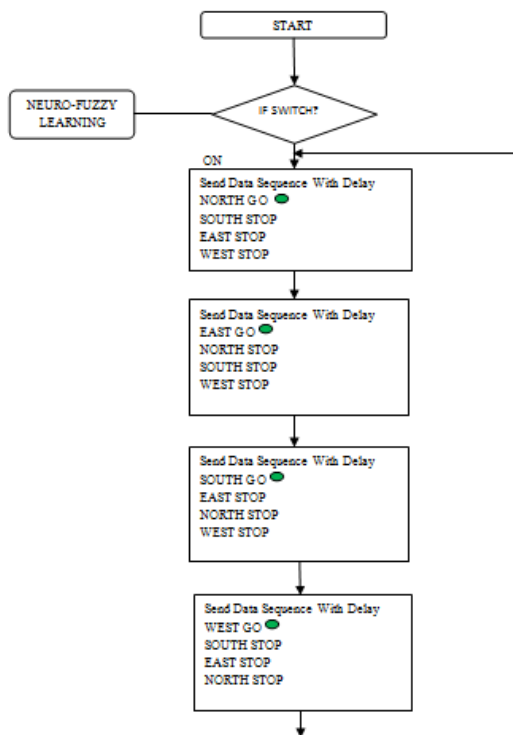 START
IF SWITCH?
NEURO-FUZZY
LEARNING
ON
Send Data Sequence With Delay
NORTH GO
SOUTH STOP
EAST STOP
WEST STOP
Send Data Sequence With Delay
EAST GO
NORTH STOP
SOUTH STOP
WEST STOP
Send Data Sequence With Delay
SOUTH GO
EAST STOP
NORTH STOP
WEST STOP
Send Data Sequence With Delay
WEST GO
SOUTH STOP
EAST STOP
NORTH STOP